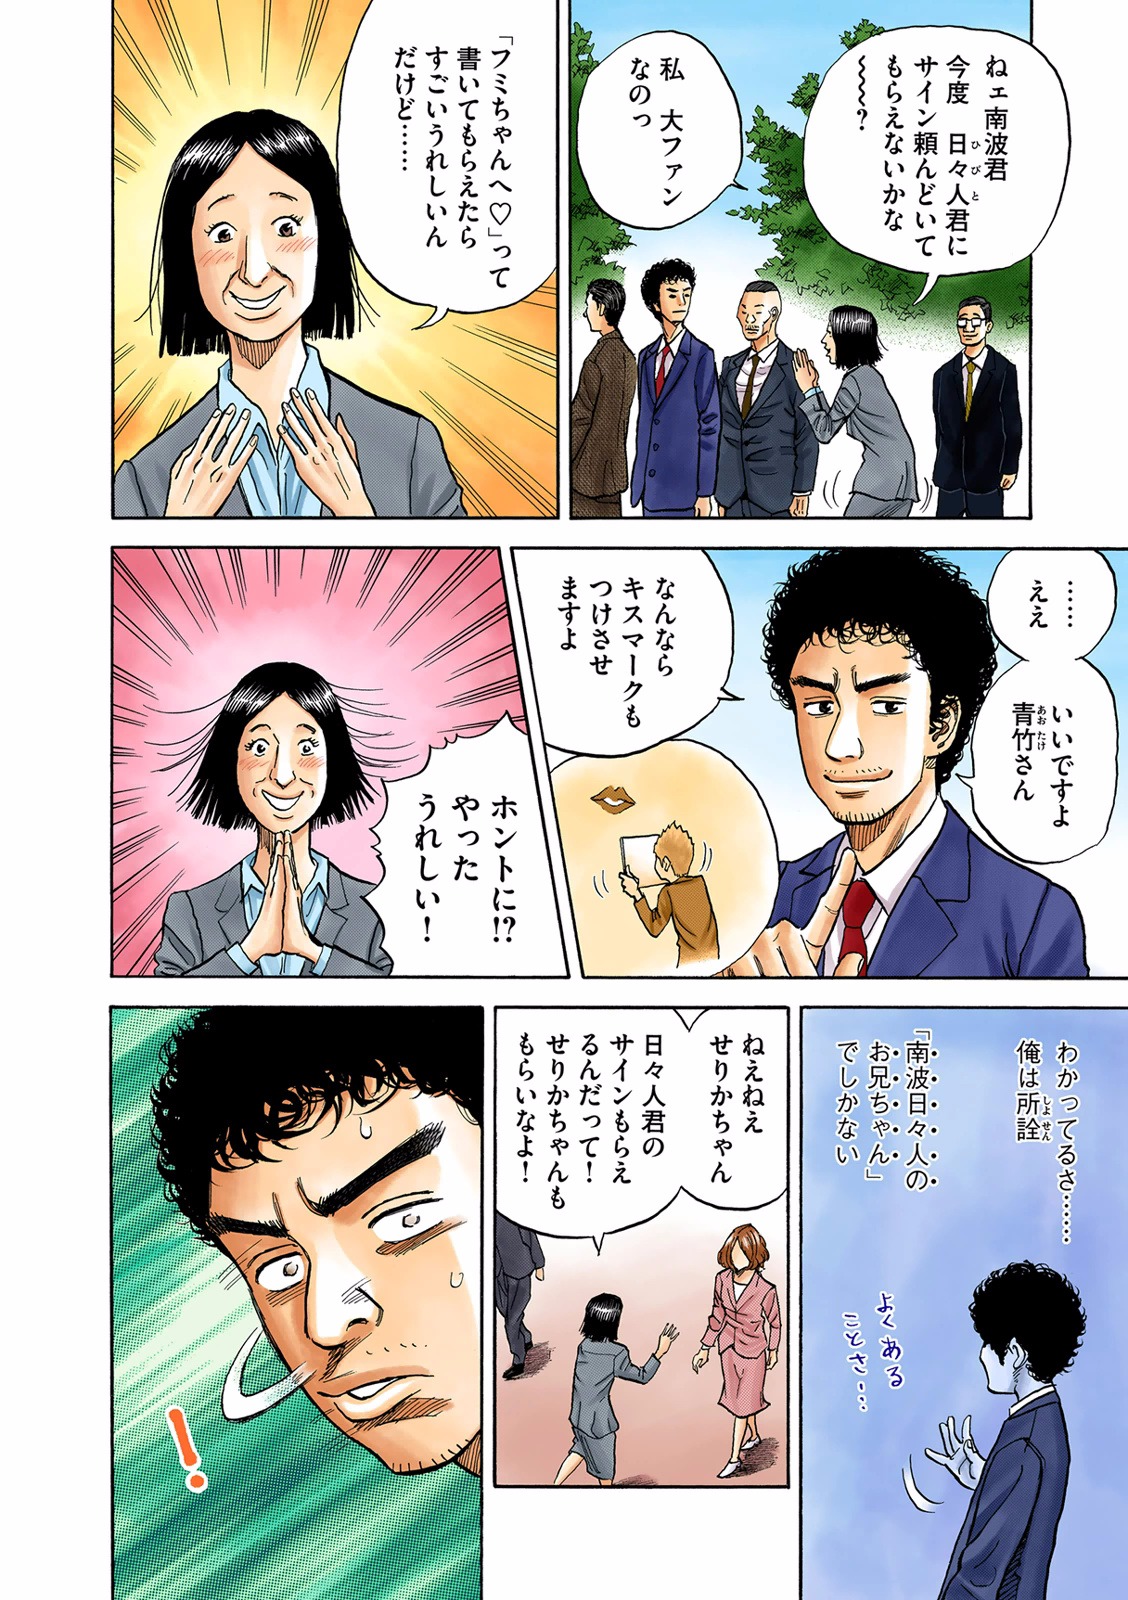 ねェ南波君
今度　日々人君に
サイン頼んどいて
もらえないかな
〜〜〜？
私　大ファン
なのっ
「フミちゃんへ♡」って
書いてもらえたら
すごいうれしいん
だけど……
……
ええ
いいですよ
青竹さん
なんなら
キスマークも
つけさせ
ますよ
ホントに!?
やった
うれしい！
わかってるさ……
俺は所詮
「南波日々人の
お兄ちゃん」
でしかない
よくある
ことさ…
ねえねえ
せりかちゃん
日々人君の
サインもらえ
るんだって！
せりかちゃんも
もらいなよ！
！